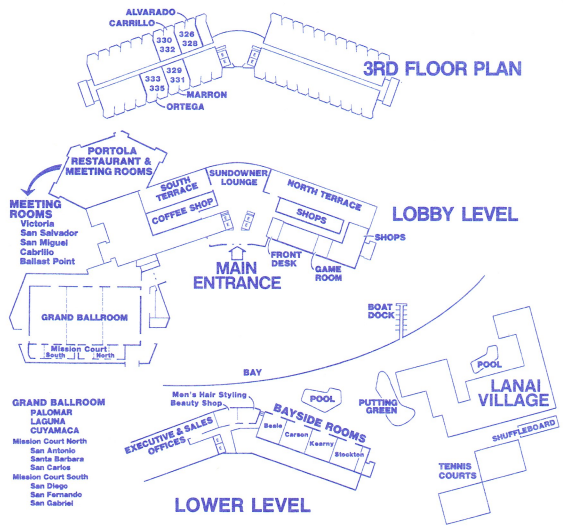 ALVARADO
CARRILLO
330
332
326
328
333
335
329
331
MARRON
ORTEGA
3RD FLOOR PLAN
PORTOLA
RESTAURANT &
MEETING ROOMS
MEETING
ROOMS
Victoria
San Salvador
San Miguel
Cabrillo
Ballast Point
SOUTH
TERRACE
COFFEE SHOP
SUNDOWNER
LOUNGE
NORTH TERRACE
SHOPS
SHOPS
LOBBY LEVEL
FRONT
DESK
GAME
ROOM
MAIN
ENTRANCE
GRAND BALLROOM
Mission Court
South
North
BOAT
DOCK
BAY
POOL
LANAI
VILLAGE
PUTTING
GREEN
SHUFFLEBOARD
TENNIS
COURTS
Men's Hair Styling
Beauty Shop
POOL
EXECUTIVE & SALES
OFFICES
BAYSIDE ROOMS
Beale
Carson
Kearny
Stockton
LOWER LEVEL
GRAND BALLROOM
PALOMAR
LAGUNA
CUYAMACA
Mission Court North
San Antonio
Santa Barbara
San Carlos
Mission Court South
San Diego
San Fernando
San Gabriel